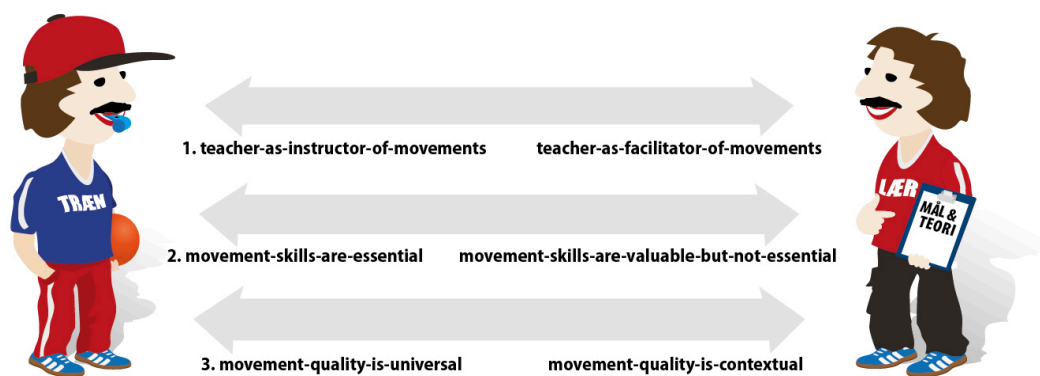 1. teacher-as-instructor-of-movements
teacher-as-facilitator-of-movements
TRÆN
LÆR
MÅL &
TEORI
2. movement-skills-are-essential
movement-skills-are-valuable-but-not-essential
3. movement-quality-is-universal
movement-quality-is-contextual